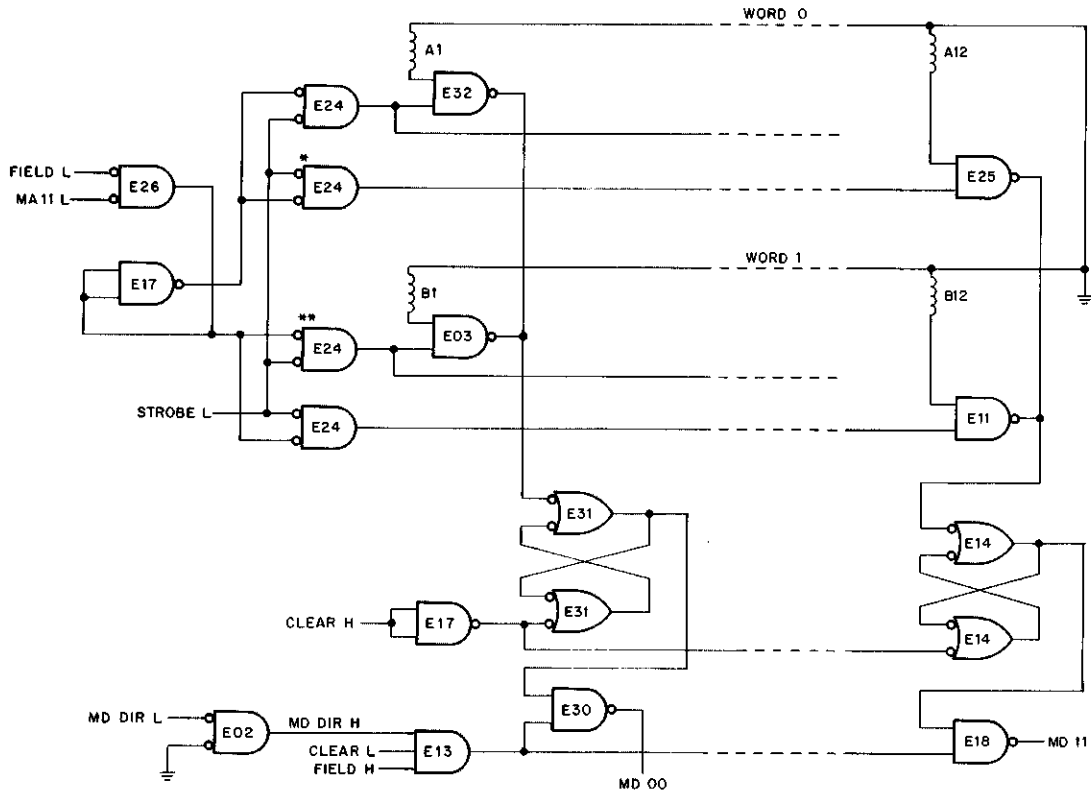 WORD 0
A1
A12
E32
E24
*
FIELD L
E26
E24
E25
MA11 L
WORD 1
E17
B1
B12
**
E03
E24
STROBE L
E24
E11
E31
E14
E31
CLEAR H
E17
E14
MD DIR L
E02
MD DIR H
E30
CLEAR L
E13
E18
MD 11
FIELD H
MD 00